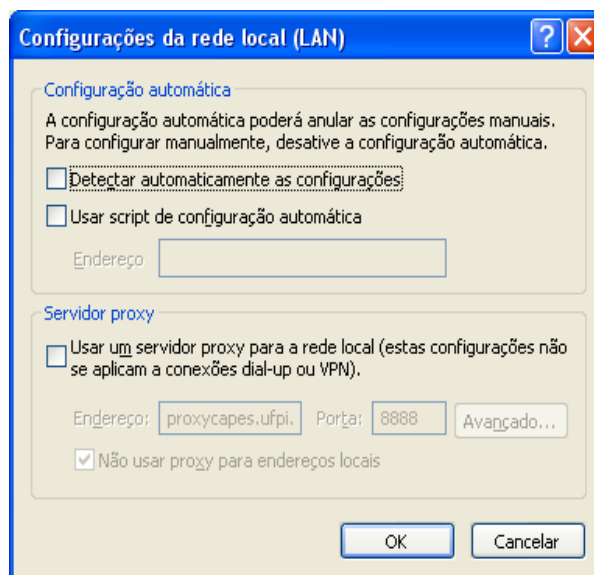 Configurações da rede local (LAN)
Configuração automática
A configuração automática poderá anular as configurações manuais.
Para configurar manualmente, desative a configuração automática.
Detectar automaticamente as configurações
Usar script de configuração automática
Endereço
Servidor proxy
Usar um servidor proxy para a rede local (estas configurações não
se aplicam a conexões dial-up ou VPN).
Endereço: proxycapes.ufpi. Porta: 8888 Avançado...
Não usar proxy para endereços locais
OK Cancelar